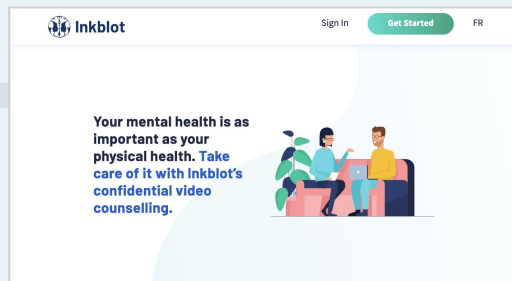 Inkblot
Sign In
Get Started
FR
Your mental health is as
important as your
physical health. Take
care of it with Inkblot’s
confidential video
counselling.